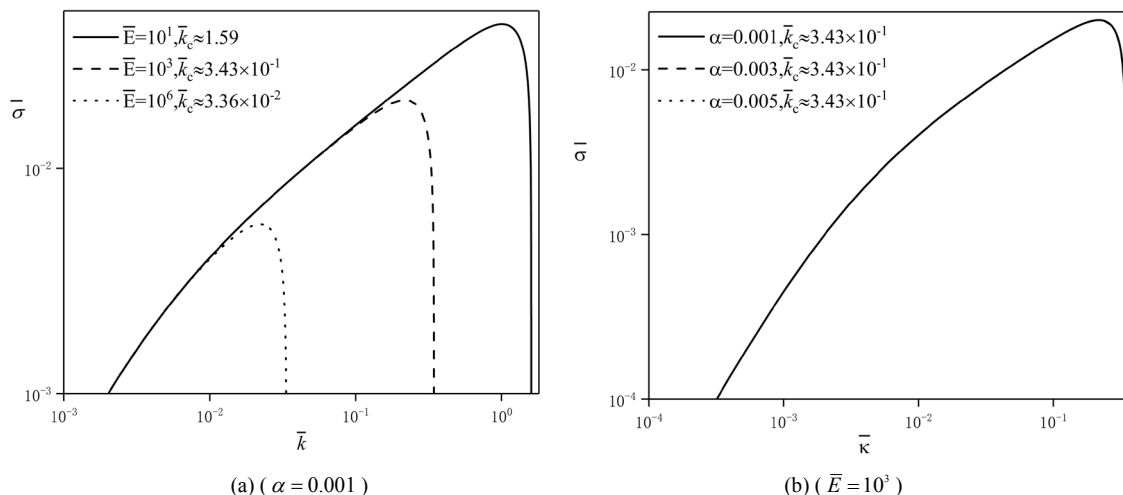 E̅=10¹,k̅c≈1.59
E̅=10³,k̅c≈3.43×10⁻¹
E̅=10⁶,k̅c≈3.36×10⁻²
σ̅
10⁻²
10⁻³
10⁻³ 10⁻² 10⁻¹ 10⁰
k̅
(a) ( α = 0.001 )
α=0.001,k̅c≈3.43×10⁻¹
α=0.003,k̅c≈3.43×10⁻¹
α=0.005,k̅c≈3.43×10⁻¹
σ̅
10⁻²
10⁻³
10⁻⁴
10⁻⁴ 10⁻³ 10⁻² 10⁻¹
κ̅
(b) ( E̅ = 10³ )